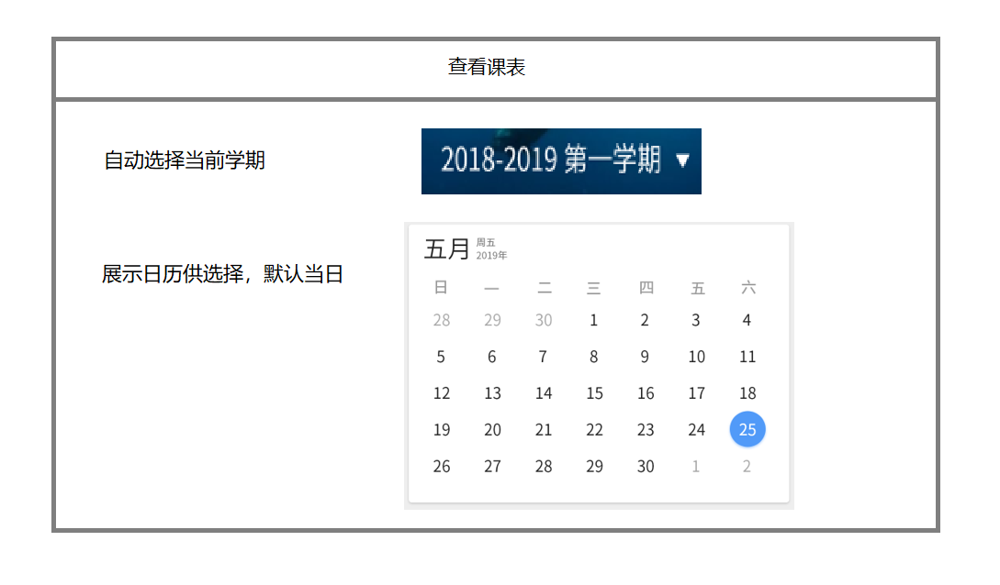 查看课表
自动选择当前学期
2018-2019 第一学期 ▼
展示日历供选择，默认当日
五月 周五
2019年
日 一 二 三 四 五 六
28 29 30 1 2 3 4
5 6 7 8 9 10 11
12 13 14 15 16 17 18
19 20 21 22 23 24 25
26 27 28 29 30 1 2